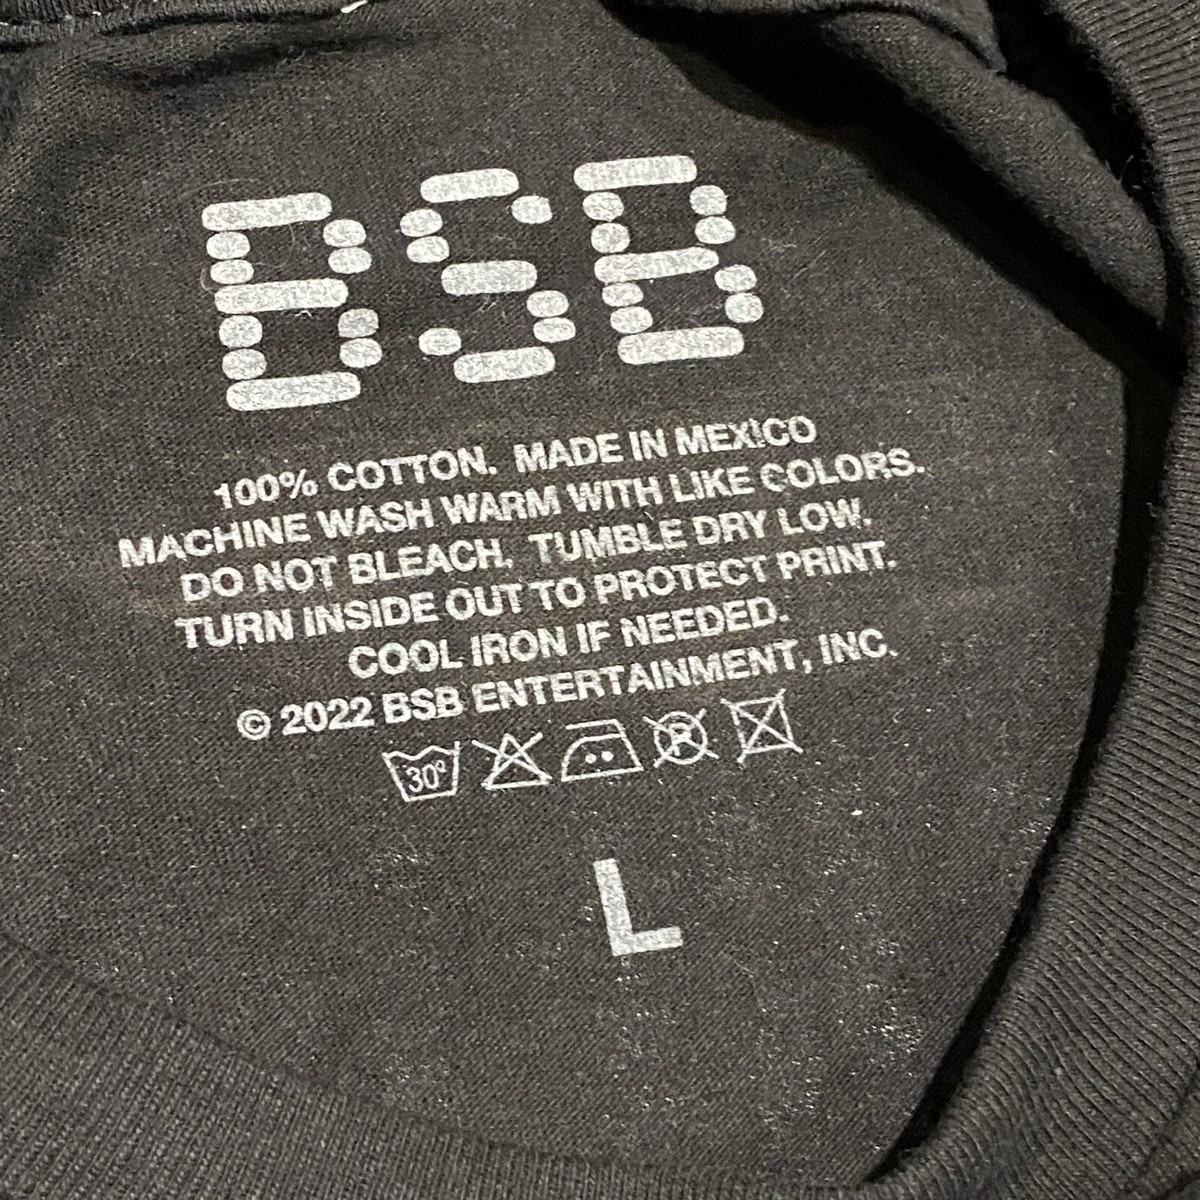 BSB
100% COTTON. MADE IN MEXICO
MACHINE WASH WARM WITH LIKE COLORS.
DO NOT BLEACH. TUMBLE DRY LOW.
TURN INSIDE OUT TO PROTECT PRINT.
COOL IRON IF NEEDED.
© 2022 BSB ENTERTAINMENT, INC.
30° P
L